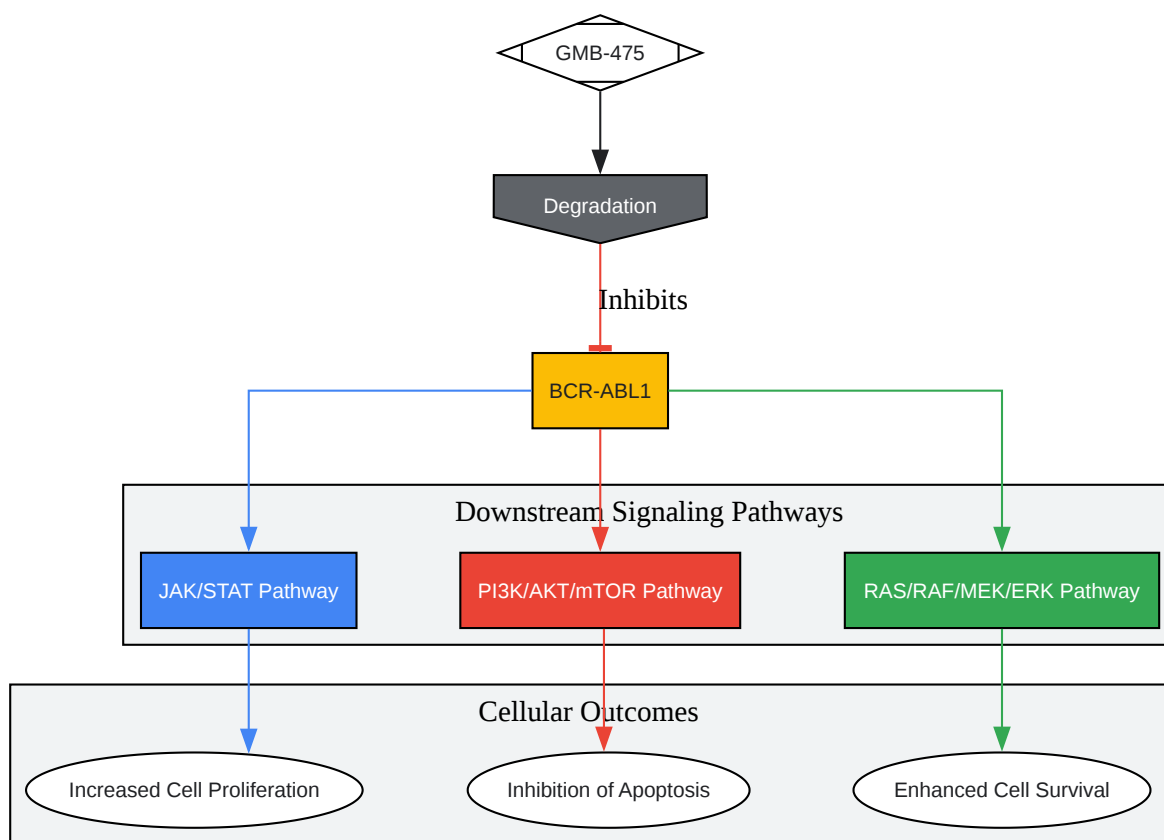 GMB-475
Degradation
Inhibits
BCR-ABL1
Downstream Signaling Pathways
JAK/STAT Pathway
PI3K/AKT/mTOR Pathway
RAS/RAF/MEK/ERK Pathway
Cellular Outcomes
Increased Cell Proliferation
Inhibition of Apoptosis
Enhanced Cell Survival